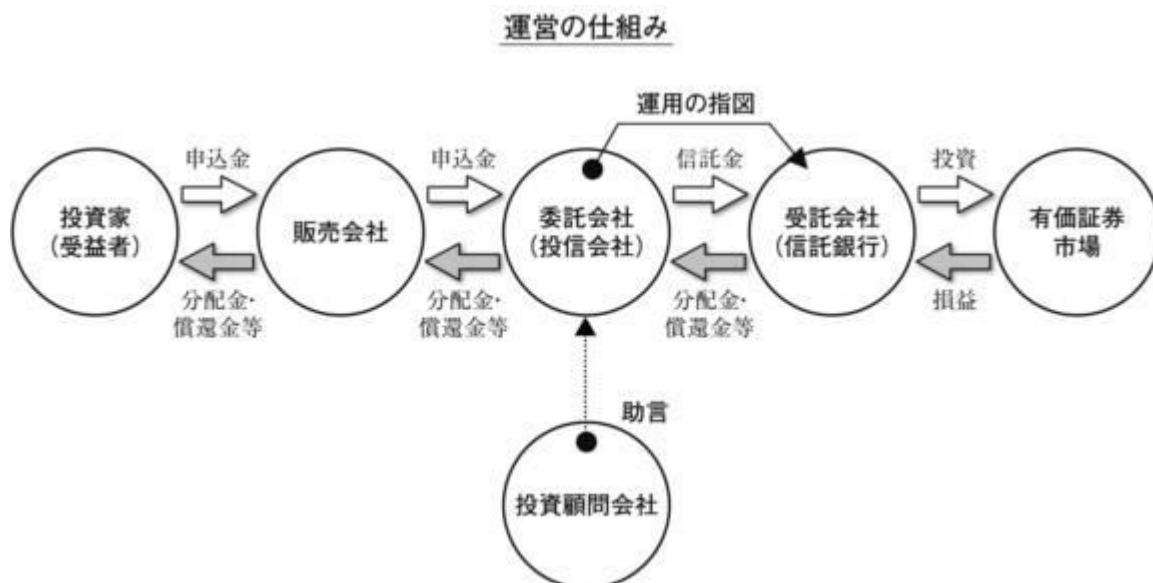 運営の仕組み
運用の指図
申込金
申込金
信託金
投資
投資家
（受益者）
販売会社
委託会社
（投信会社）
受託会社
（信託銀行）
有価証券
市場
分配金・
償還金等
分配金・
償還金等
分配金・
償還金等
損益
助言
投資顧問会社